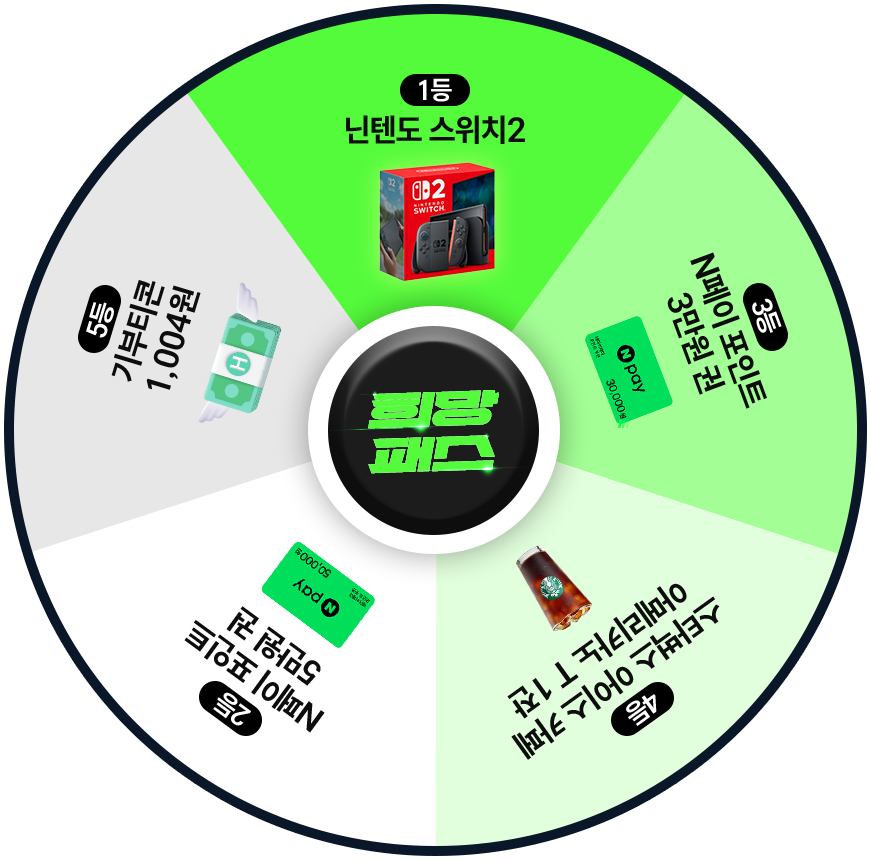 1등
닌텐도 스위치2
2
NINTENDO
SWITCH
2
3등
N페이 포인트
3만원 권
N pay
30,000원
4등
스타벅스 아이스 카페
아메리카노 T 1잔
2등
N페이 포인트
5만원 권
N pay
50,000원
5등
기부티콘
1,004원
H
희망
패스